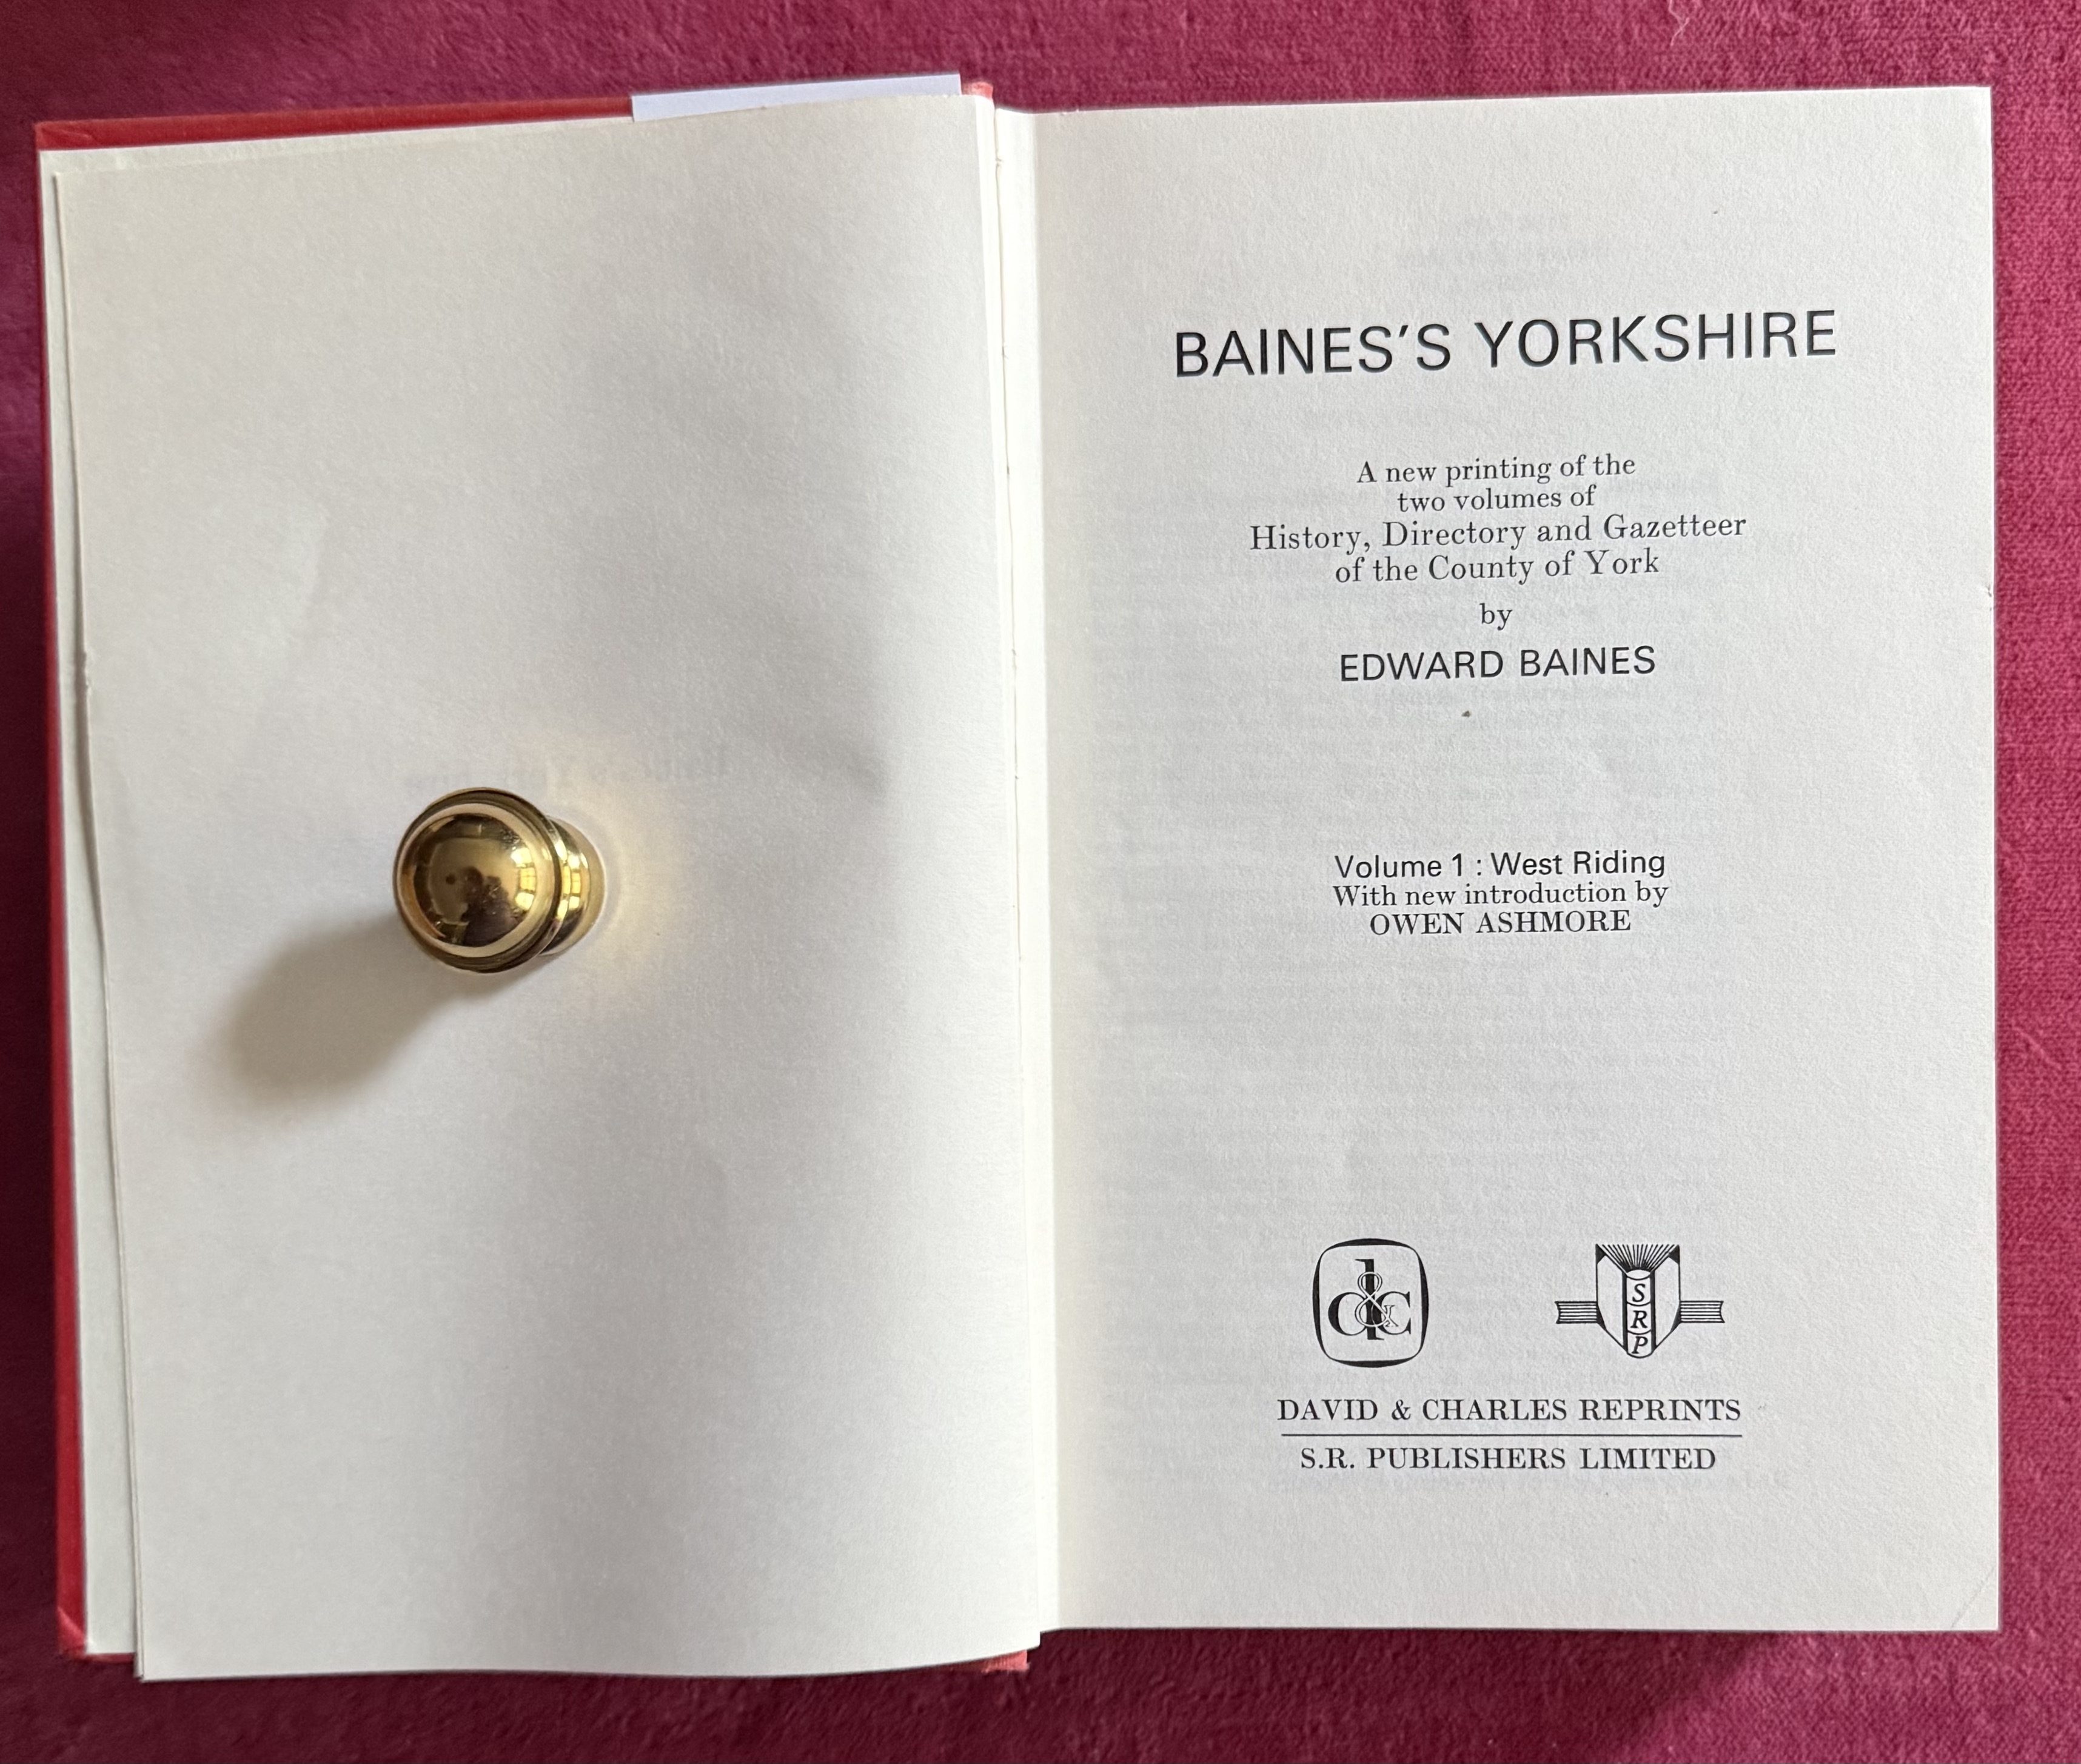 BAINES'S YORKSHIRE
A new printing of the
two volumes of
History, Directory and Gazetteer
of the County of York
by
EDWARD BAINES
Volume 1 : West Riding
With new introduction by
OWEN ASHMORE
d&c
S
R
P
DAVID & CHARLES REPRINTS
S.R. PUBLISHERS LIMITED